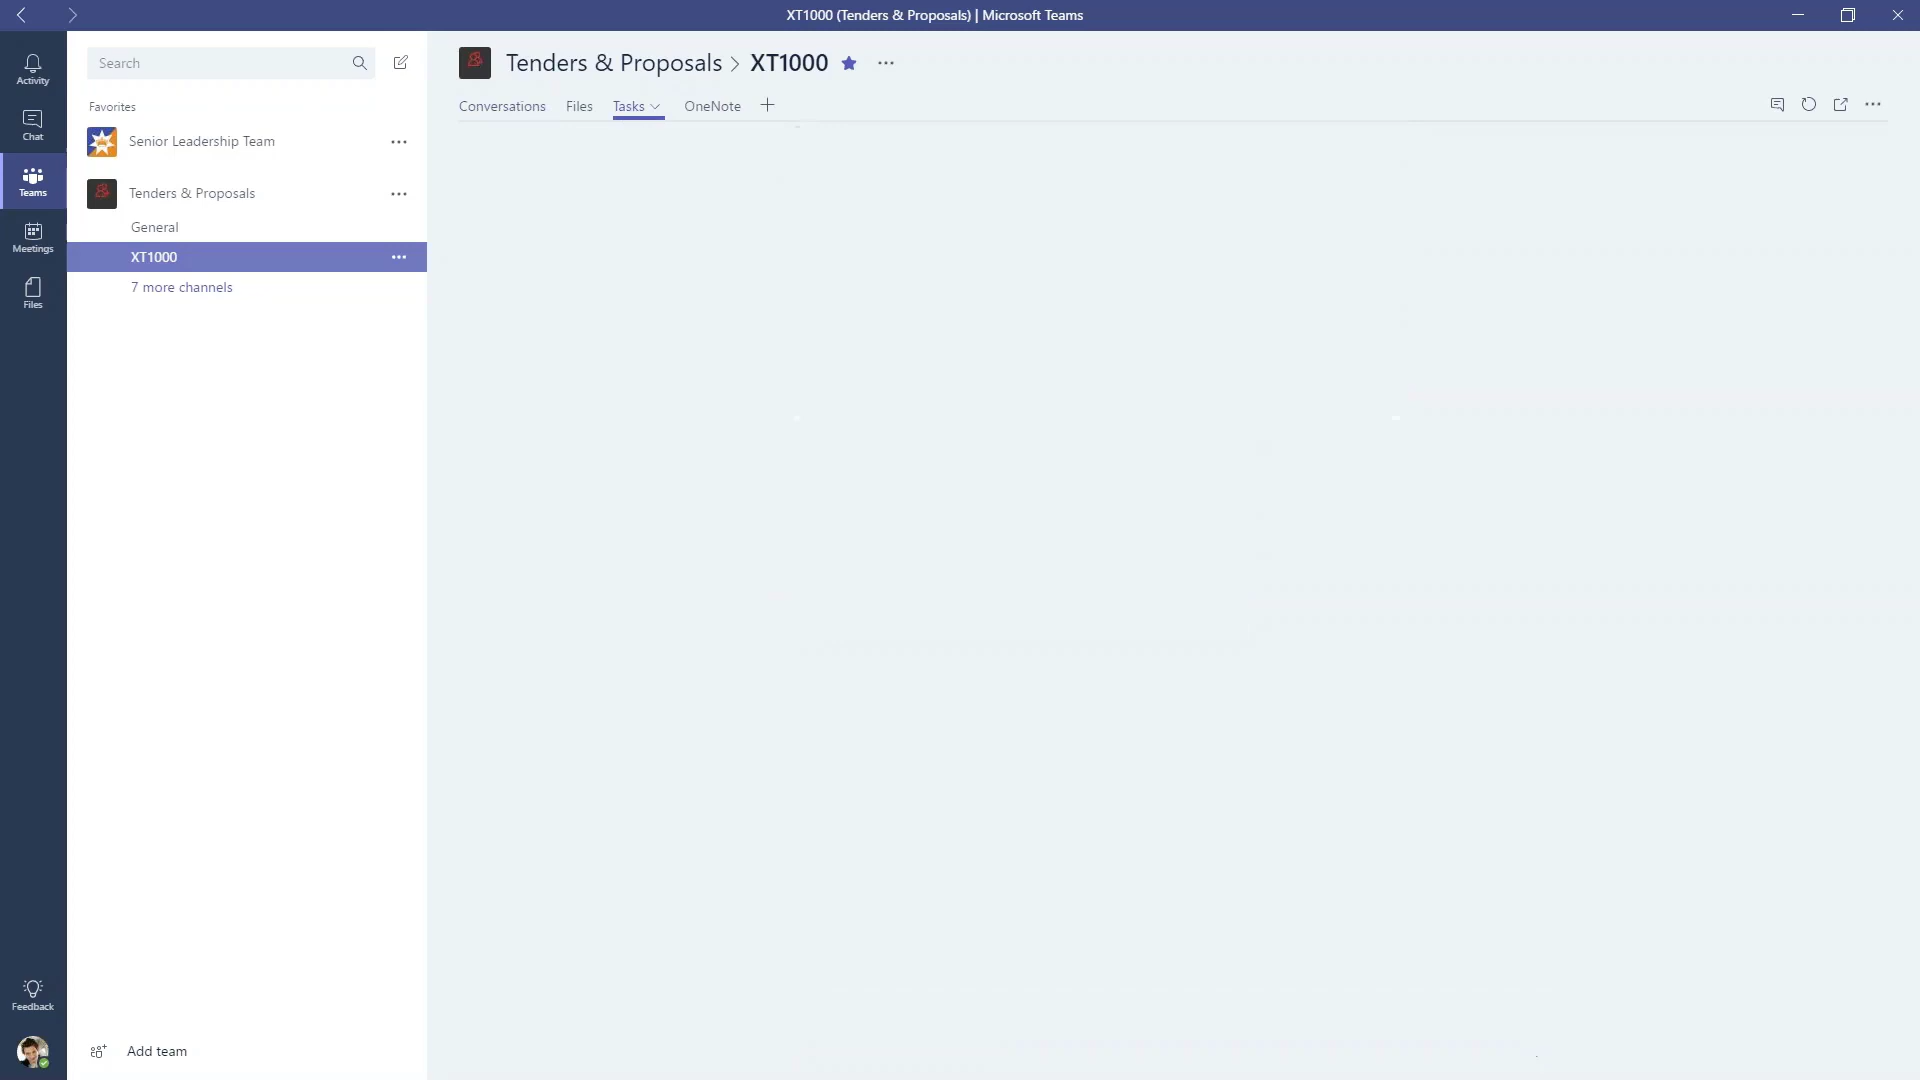 XT1000 (Tenders & Proposals) | Microsoft Teams
Activity
Chat
Teams
Meetings
Files
Feedback
Search
Favorites
Senior Leadership Team
Tenders & Proposals
General
XT1000
7 more channels
Add team
Tenders & Proposals > XT1000
Conversations Files Tasks OneNote